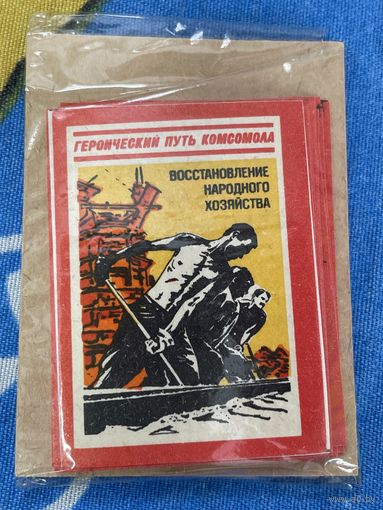 ГЕРОИЧЕСКИЙ ПУТЬ КОМСОМОЛА
ВОССТАНОВЛЕНИЕ
НАРОДНОГО
ХОЗЯЙСТВА